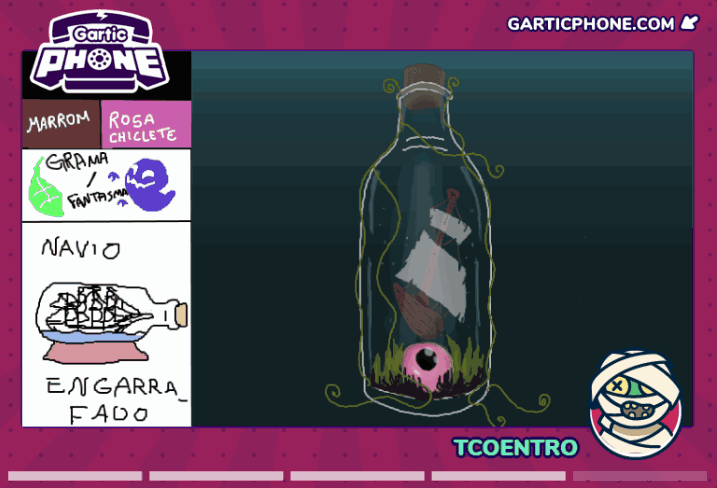 GARTICPHONE.COM
Gartic
PHONE
MARROM
ROSA
CHICLETE
GRAMA
/
FANTASMA
NAVIO
ENGARRA_
FADO
TCOENTRO